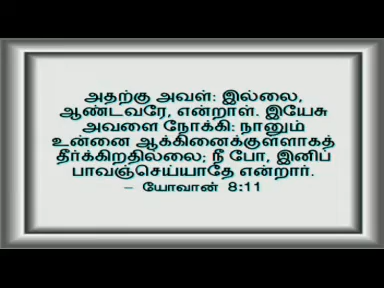 அதற்கு அவள்: இல்லை,
ஆண்டவரே, என்றாள். இயேசு
அவளை நோக்கி: நானும்
உன்னை ஆக்கினைக்குள்ளாகத்
தீர்க்கிறதில்லை; நீ போ, இனிப்
பாவஞ்செய்யாதே என்றார்.
– யோவான் 8:11